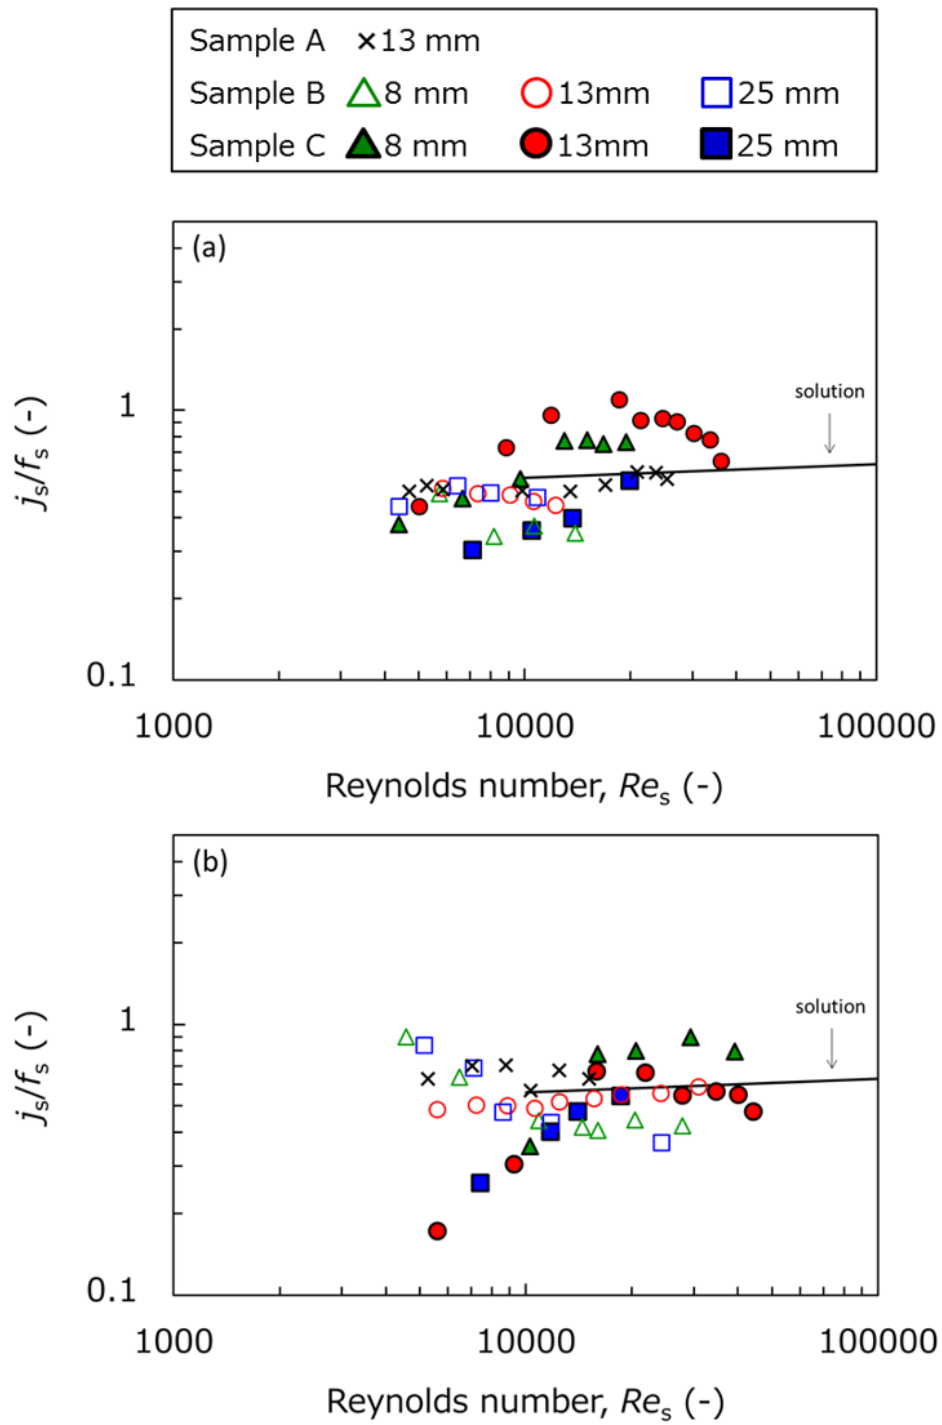 Sample A ×13 mm
Sample B △8 mm ○13mm □25 mm
Sample C ▲8 mm ●13mm ■25 mm
(a)
solution
1
0.1
jₛ/fₛ (-)
1000 10000 100000
Reynolds number, Reₛ (-)
(b)
solution
1
0.1
jₛ/fₛ (-)
1000 10000 100000
Reynolds number, Reₛ (-)